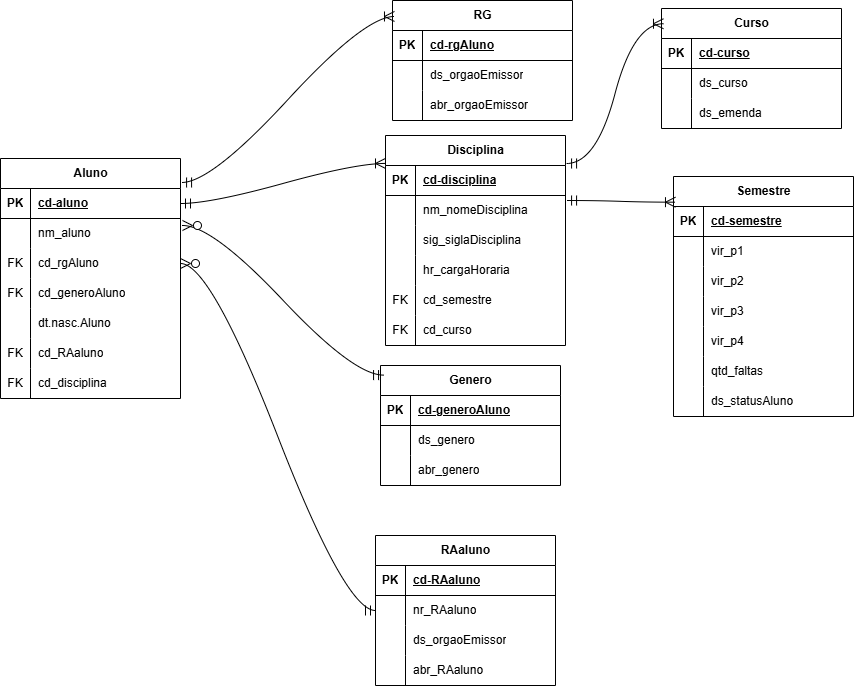 RG
PK cd-rgAluno
ds_orgaoEmissor
abr_orgaoEmissor
Curso
PK cd-curso
ds_curso
ds_emenda
Aluno
PK cd-aluno
nm_aluno
FK cd_rgAluno
FK cd_generoAluno
dt.nasc.Aluno
FK cd_RAaluno
FK cd_disciplina
Disciplina
PK cd-disciplina
nm_nomeDisciplina
sig_siglaDisciplina
hr_cargaHoraria
FK cd_semestre
FK cd_curso
Semestre
PK cd-semestre
vir_p1
vir_p2
vir_p3
vir_p4
qtd_faltas
ds_statusAluno
Genero
PK cd-generoAluno
ds_genero
abr_genero
RAaluno
PK cd-RAaluno
nr_RAaluno
ds_orgaoEmissor
abr_RAaluno